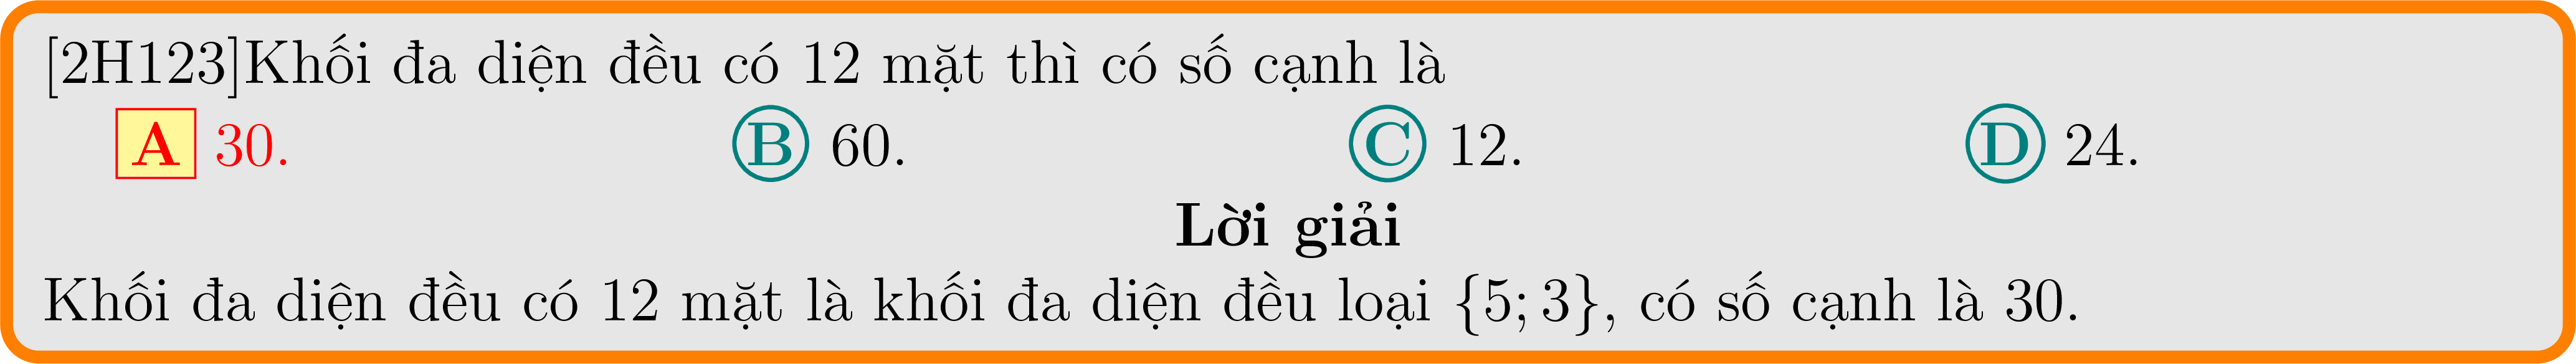 [2H123]Khối đa diện đều có 12 mặt thì có số cạnh là
A 30. B 60. C 12. D 24.
Lời giải
Khối đa diện đều có 12 mặt là khối đa diện đều loại {5; 3}, có số cạnh là 30.